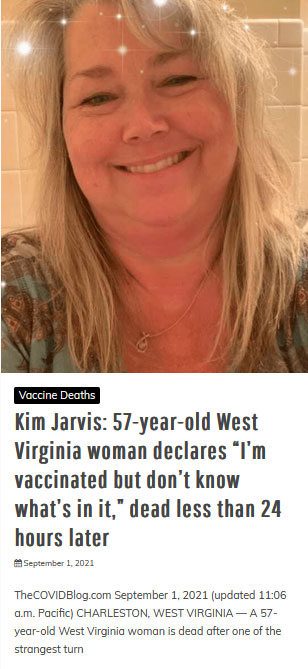 Vaccine Deaths
Kim Jarvis: 57-year-old West
Virginia woman declares “I’m
vaccinated but don’t know
what’s in it,” dead less than 24
hours later
September 1, 2021
TheCOVIDBlog.com September 1, 2021 (updated 11:06
a.m. Pacific) CHARLESTON, WEST VIRGINIA — A 57-
year-old West Virginia woman is dead after one of the
strangest turn